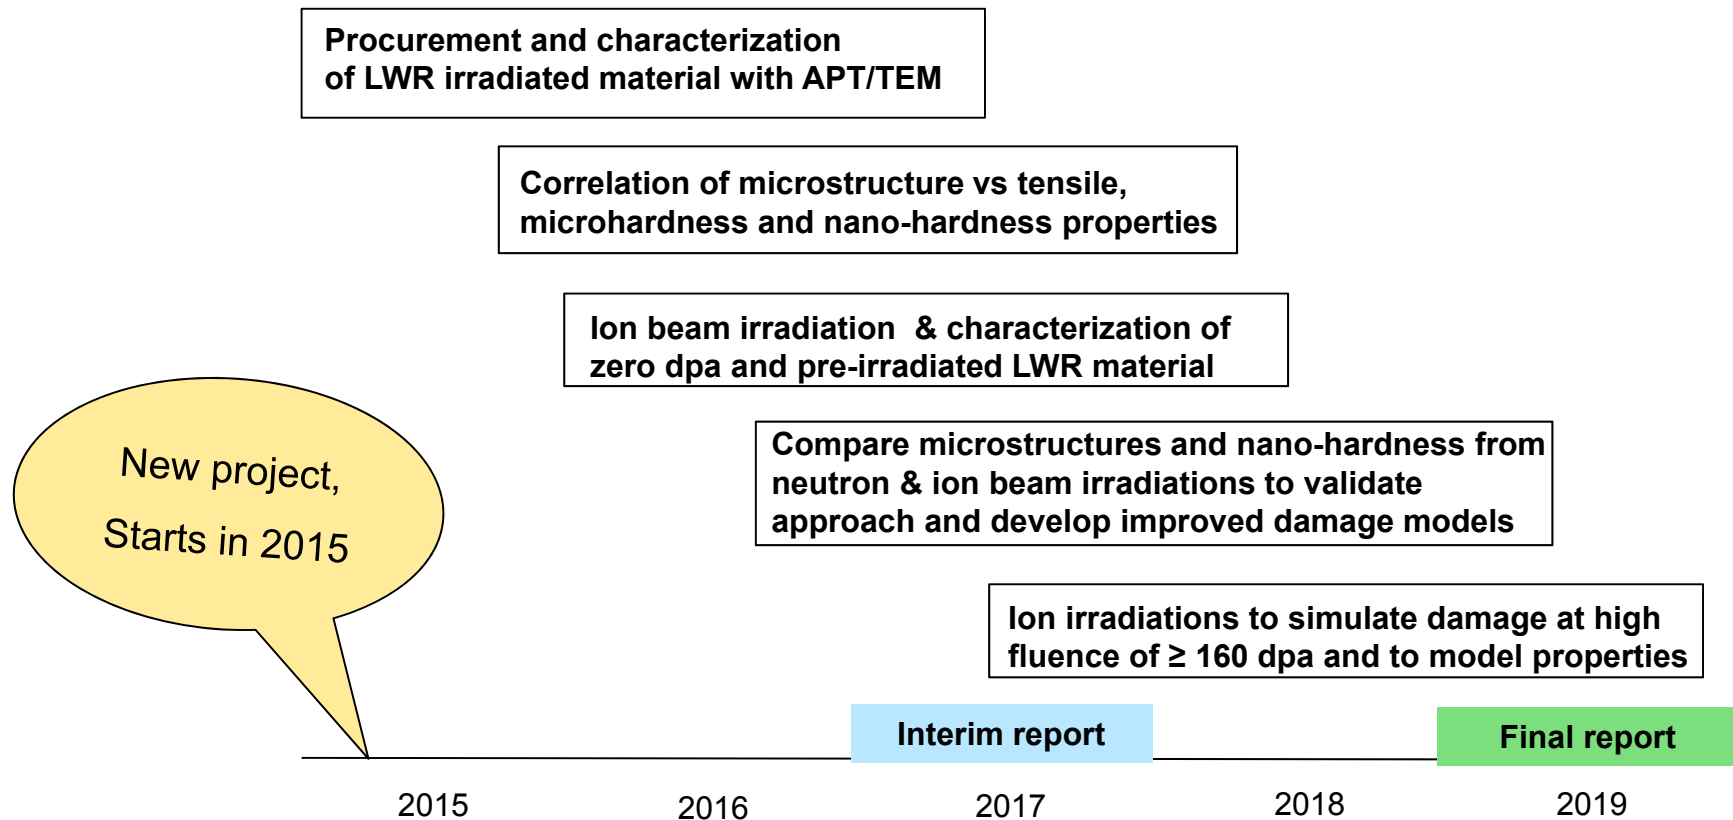 Procurement and characterization
of LWR irradiated material with APT/TEM
Correlation of microstructure vs tensile,
microhardness and nano-hardness properties
Ion beam irradiation  & characterization of
zero dpa and pre-irradiated LWR material
New project,
Starts in 2015
Compare microstructures and nano-hardness from
neutron & ion beam irradiations to validate
approach and develop improved damage models
Ion irradiations to simulate damage at high
fluence of ≥ 160 dpa and to model properties
Interim report
Final report
2015
2016
2017
2018
2019